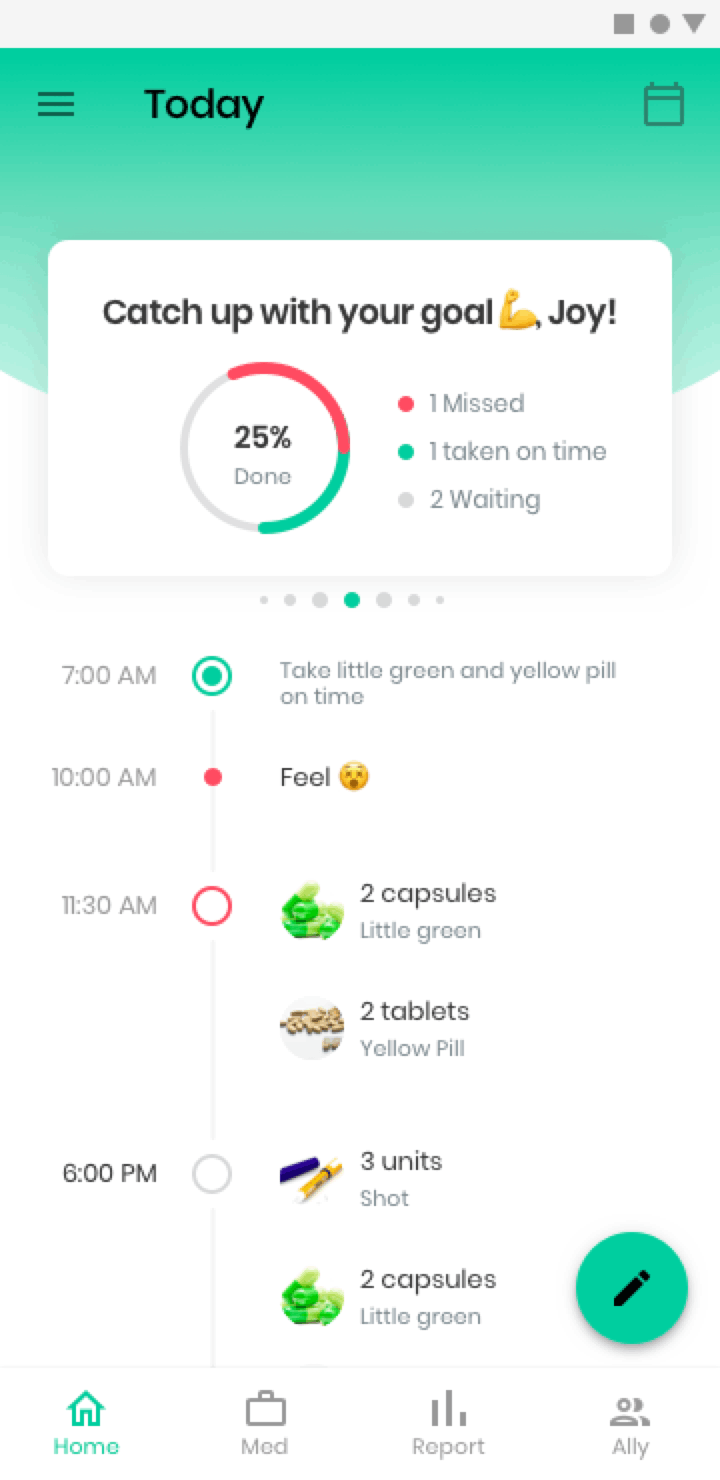 Today
Catch up with your goal 💪, Joy!
25%
Done
1 Missed
1 taken on time
2 Waiting
7:00 AM
Take little green and yellow pill
on time
10:00 AM
Feel 😵
11:30 AM
2 capsules
Little green
2 tablets
Yellow Pill
6:00 PM
3 units
Shot
2 capsules
Little green
Home
Med
Report
Ally